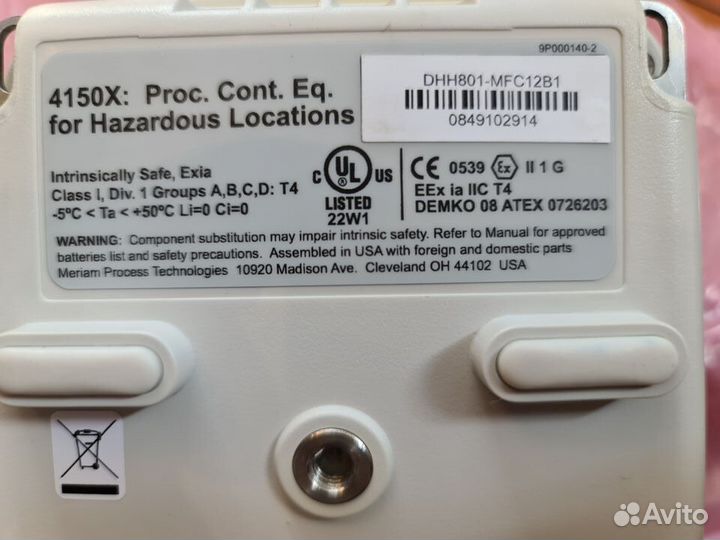 9P000140-2
4150X: Proc. Cont. Eq.
for Hazardous Locations
DHH801-MFC12B1
0849102914
Intrinsically Safe, Exia
Class I, Div. 1 Groups A,B,C,D: T4
-5ºC < Ta < +50ºC Li=0 Ci=0
C UL US
LISTED
22W1
CE 0539 Ex II 1 G
EEx ia IIC T4
DEMKO 08 ATEX 0726203
WARNING: Component substitution may impair intrinsic safety. Refer to Manual for approved
batteries list and safety precautions. Assembled in USA with foreign and domestic parts
Meriam Process Technologies 10920 Madison Ave. Cleveland OH 44102 USA
Avito